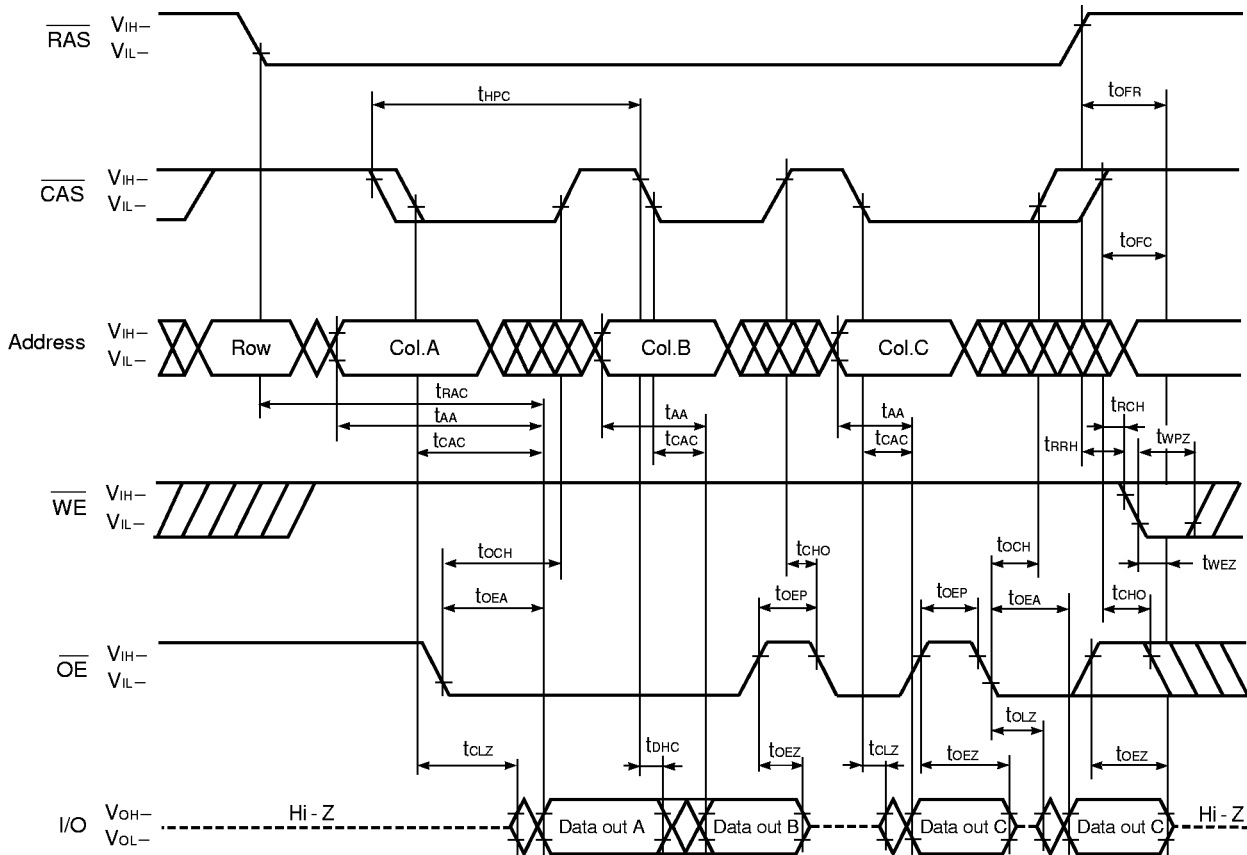 RAS VIH–
VIL–
tHPC
tOFR
CAS VIH–
VIL–
tOFC
Address VIH–
VIL–
Row Col.A Col.B Col.C
tRAC
tAA tAA tAA
tCAC tCAC tCAC
tRCH
tRRH tWPZ
WE VIH–
VIL–
tOCH tCHO tOCH tWEZ
tOEA tOEP tOEP tOEA tCHO
OE VIH–
VIL–
tOLZ
tCLZ tDHC tOEZ tCLZ tOEZ tOEZ
I/O VOH–
VOL–
Hi - Z Data out A Data out B Data out C Data out C Hi - Z